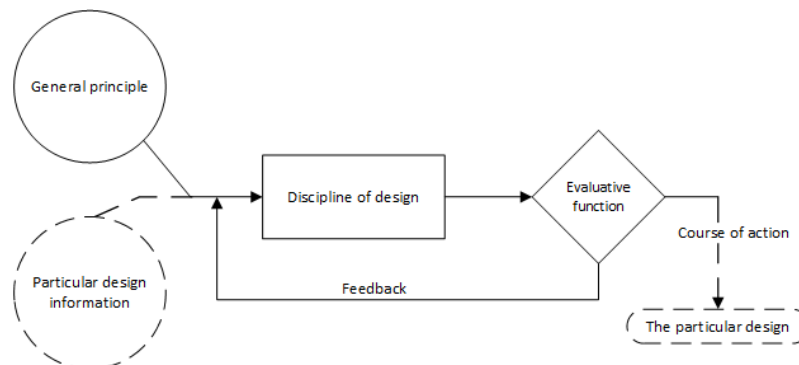 General principle
Discipline of design
Evaluative
function
Course of action
Particular design
information
Feedback
The particular design